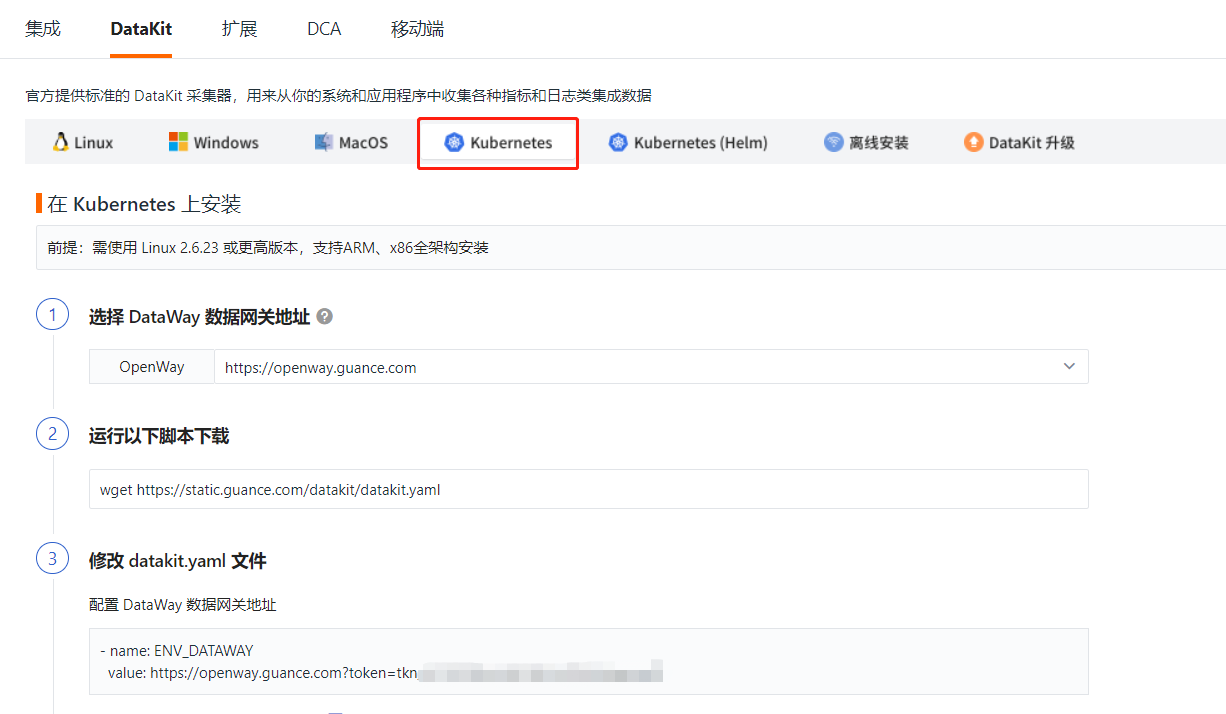 集成 DataKit 扩展 DCA 移动端
官方提供标准的 DataKit 采集器，用来从你的系统和应用程序中收集各种指标和日志类集成数据
Linux Windows MacOS Kubernetes Kubernetes (Helm) 离线安装 DataKit 升级
在 Kubernetes 上安装
前提：需使用 Linux 2.6.23 或更高版本，支持ARM、x86全架构安装
1 选择 DataWay 数据网关地址 ?
OpenWay https://openway.guance.com
2 运行以下脚本下载
wget https://static.guance.com/datakit/datakit.yaml
3 修改 datakit.yaml 文件
配置 DataWay 数据网关地址
- name: ENV_DATAWAY
value: https://openway.guance.com?token=tkn